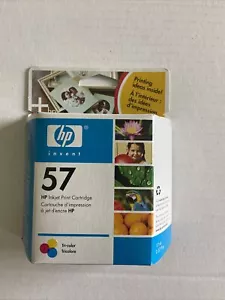 Printing
ideas inside!
À l'intérieur :
des idées
d'impression
hp
invent
57
HP Inkjet Print Cartridge
Cartouche d'impression
à jet d'encre HP
Tri-color
Tricolore